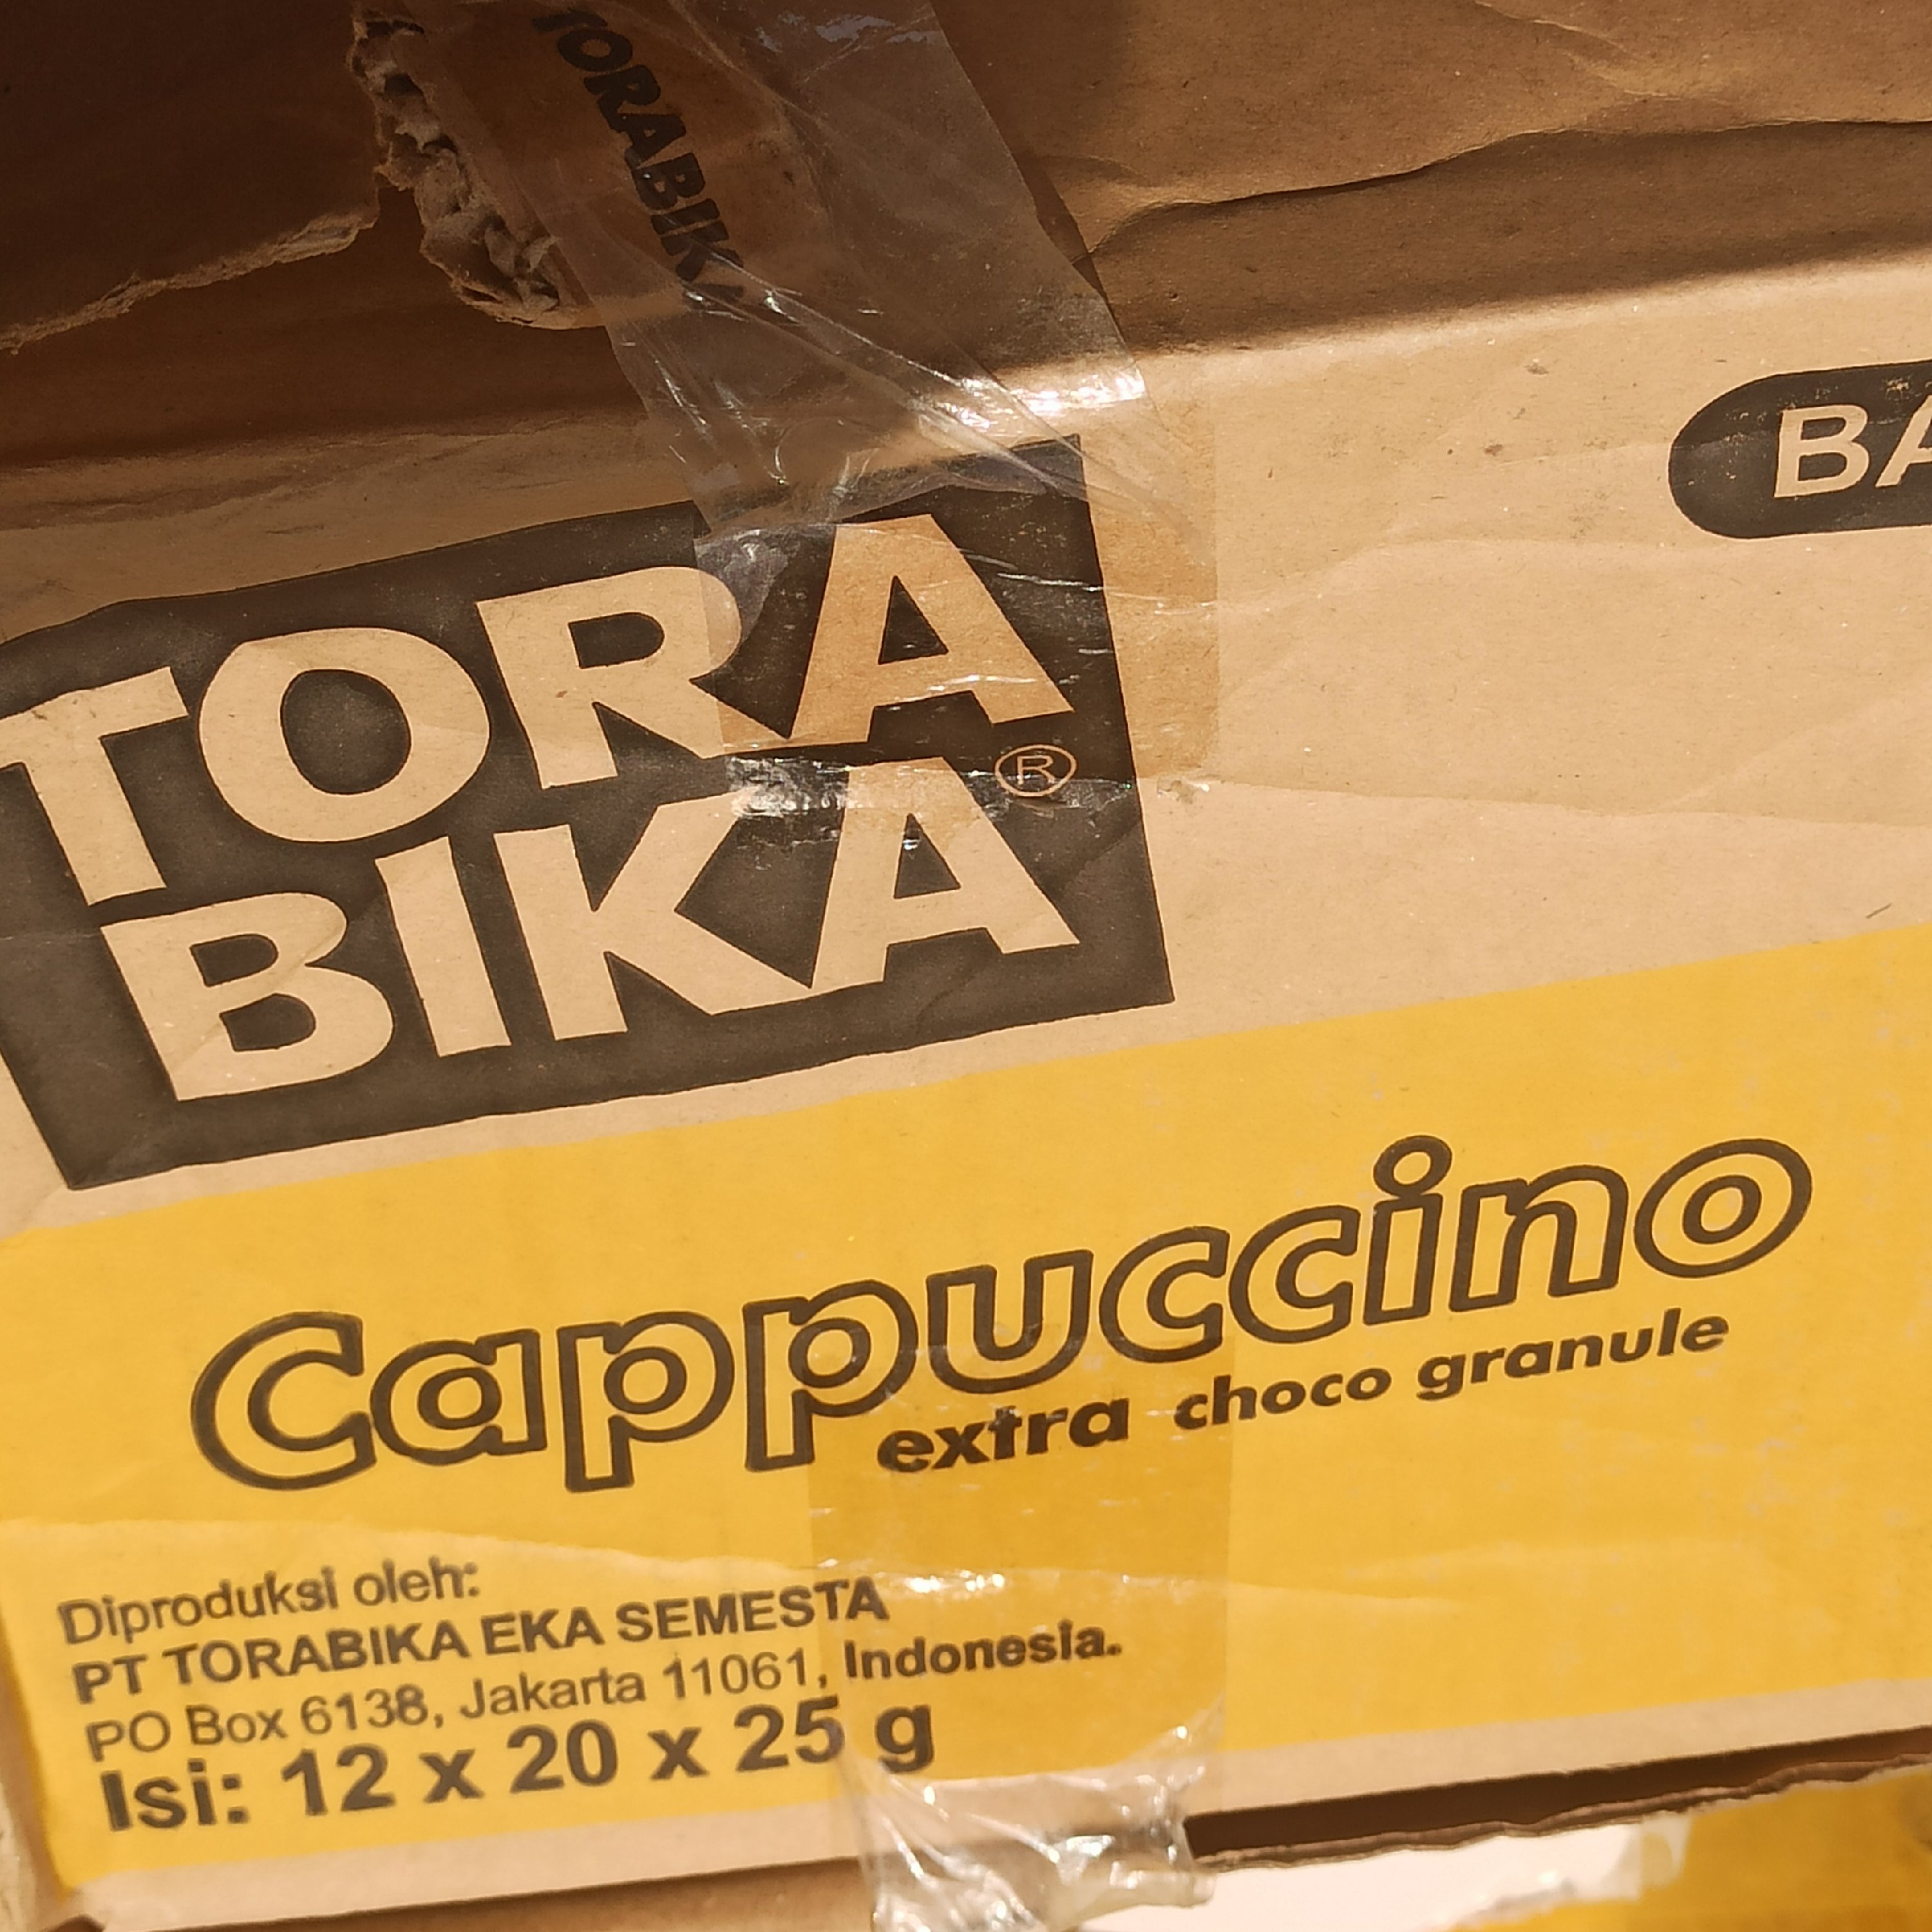 TORABIK
BA
TORA
BIKA®
Cappuccino
extra choco granule
Diproduksi oleh:
PT TORABIKA EKA SEMESTA
PO Box 6138, Jakarta 11061, Indonesia.
Isi: 12 x 20 x 25 g